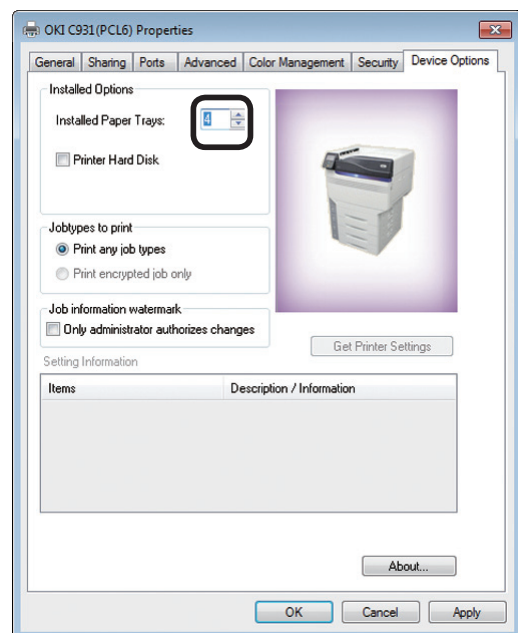 OKI C931(PCL6) Properties
General Sharing Ports Advanced Color Management Security Device Options
Installed Options
Installed Paper Trays: 4
Printer Hard Disk
Jobtypes to print
Print any job types
Print encrypted job only
Job information watermark
Only administrator authorizes changes
Get Printer Settings
Setting Information
Items Description / Information
About...
OK Cancel Apply